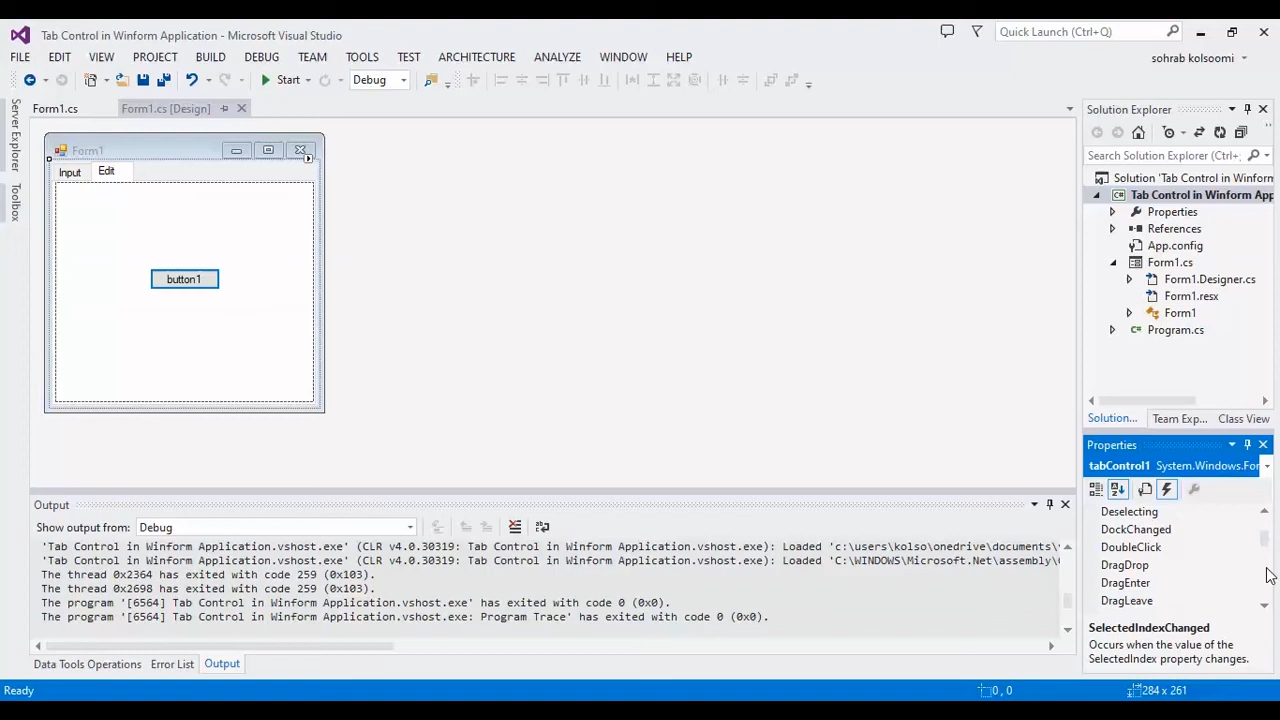 Tab Control in Winform Application - Microsoft Visual Studio
Quick Launch (Ctrl+Q)
FILE EDIT VIEW PROJECT BUILD DEBUG TEAM TOOLS TEST ARCHITECTURE ANALYZE WINDOW HELP
sohrab kolsoomi
Start Debug
Server Explorer
Toolbox
Form1.cs Form1.cs [Design]
Form1
Input Edit
button1
Solution Explorer
Search Solution Explorer (Ctrl+;
Solution 'Tab Control in Winform
Tab Control in Winform App
Properties
References
App.config
Form1.cs
Form1.Designer.cs
Form1.resx
Form1
Program.cs
Solution... Team Exp... Class View
Properties
tabControl1 System.Windows.For
Deselecting
DockChanged
DoubleClick
DragDrop
DragEnter
DragLeave
SelectedIndexChanged
Occurs when the value of the
SelectedIndex property changes.
Output
Show output from: Debug
'Tab Control in Winform Application.vshost.exe' (CLR v4.0.30319: Tab Control in Winform Application.vshost.exe): Loaded 'c:\users\kolso\onedrive\documents\
'Tab Control in Winform Application.vshost.exe' (CLR v4.0.30319: Tab Control in Winform Application.vshost.exe): Loaded 'C:\WINDOWS\Microsoft.Net\assembly\
The thread 0x2364 has exited with code 259 (0x103).
The thread 0x2698 has exited with code 259 (0x103).
The program '[6564] Tab Control in Winform Application.vshost.exe' has exited with code 0 (0x0).
The program '[6564] Tab Control in Winform Application.vshost.exe: Program Trace' has exited with code 0 (0x0).
Data Tools Operations Error List Output
Ready
0 , 0
284 x 261